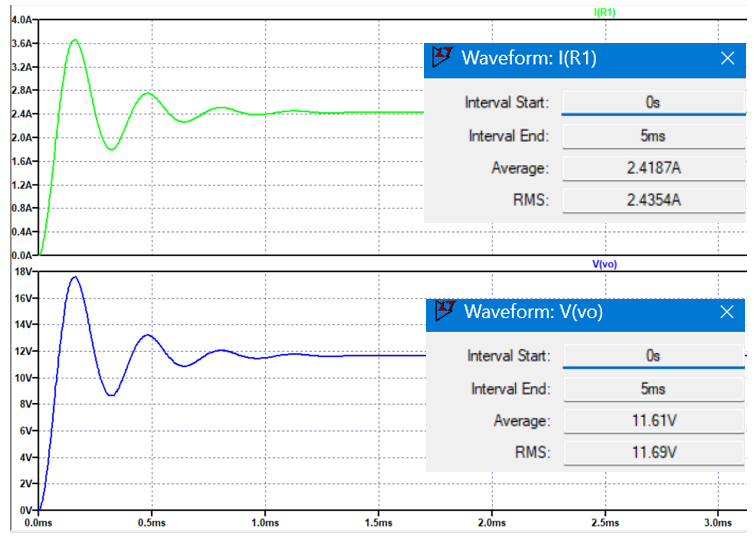 I(R1)
4.0A
3.6A
3.2A
2.8A
2.4A
2.0A
1.6A
1.2A
0.8A
0.4A
0.0A
Waveform: I(R1)
Interval Start: 0s
Interval End: 5ms
Average: 2.4187A
RMS: 2.4354A
V(vo)
18V
16V
14V
12V
10V
8V
6V
4V
2V
0V
Waveform: V(vo)
Interval Start: 0s
Interval End: 5ms
Average: 11.61V
RMS: 11.69V
0.0ms 0.5ms 1.0ms 1.5ms 2.0ms 2.5ms 3.0ms